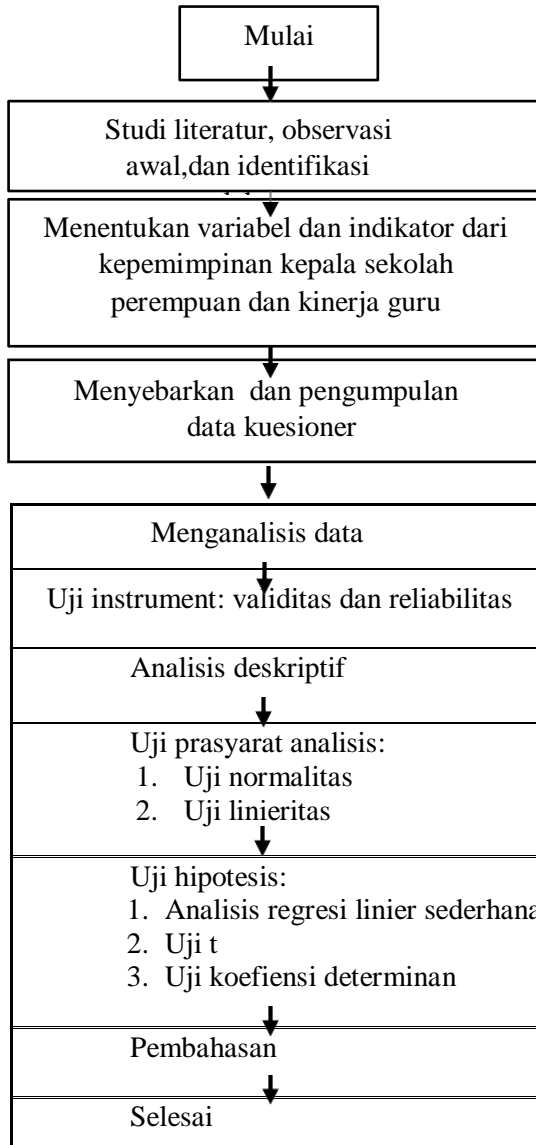 Mulai
Studi literatur, observasi
awal,dan identifikasi
Menentukan variabel dan indikator dari
kepemimpinan kepala sekolah
perempuan dan kinerja guru
Menyebarkan dan pengumpulan
data kuesioner
Menganalisis data
Uji instrument: validitas dan reliabilitas
Analisis deskriptif
Uji prasyarat analisis:
1. Uji normalitas
2. Uji linieritas
Uji hipotesis:
1. Analisis regresi linier sederhana
2. Uji t
3. Uji koefiensi determinan
Pembahasan
Selesai